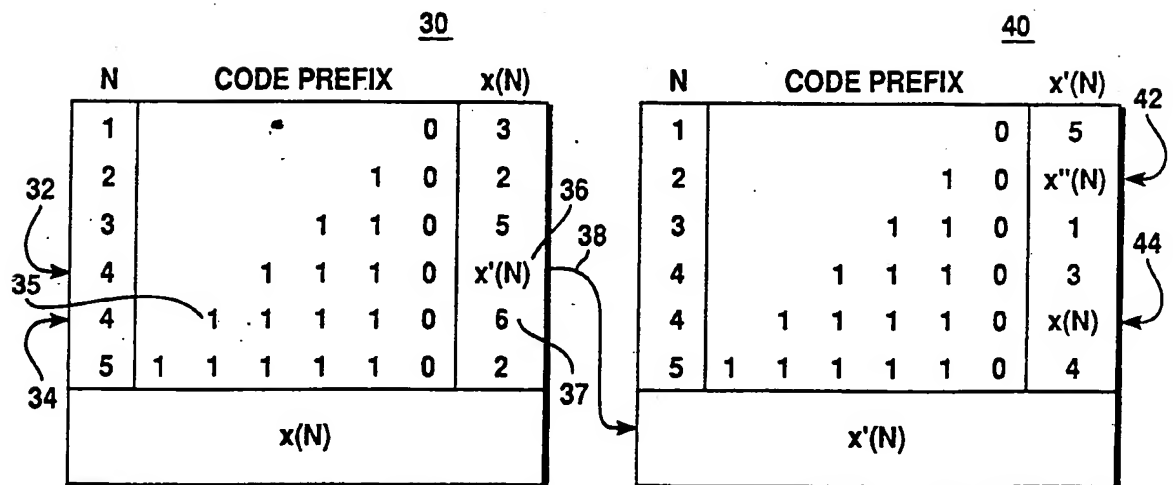 30 40
N CODE PREFIX x(N) N CODE PREFIX x'(N)
42
1 0 3 1 0 5
2 1 0 2 2 1 0 x''(N)
32 36
3 1 1 0 5 3 1 1 0 1
38 44
4 1 1 1 0 x'(N) 4 1 1 1 0 3
35
4 1 1 1 1 0 6 4 1 1 1 1 0 x(N)
5 1 1 1 1 1 0 2 5 1 1 1 1 1 0 4
34 37
x(N) x'(N)